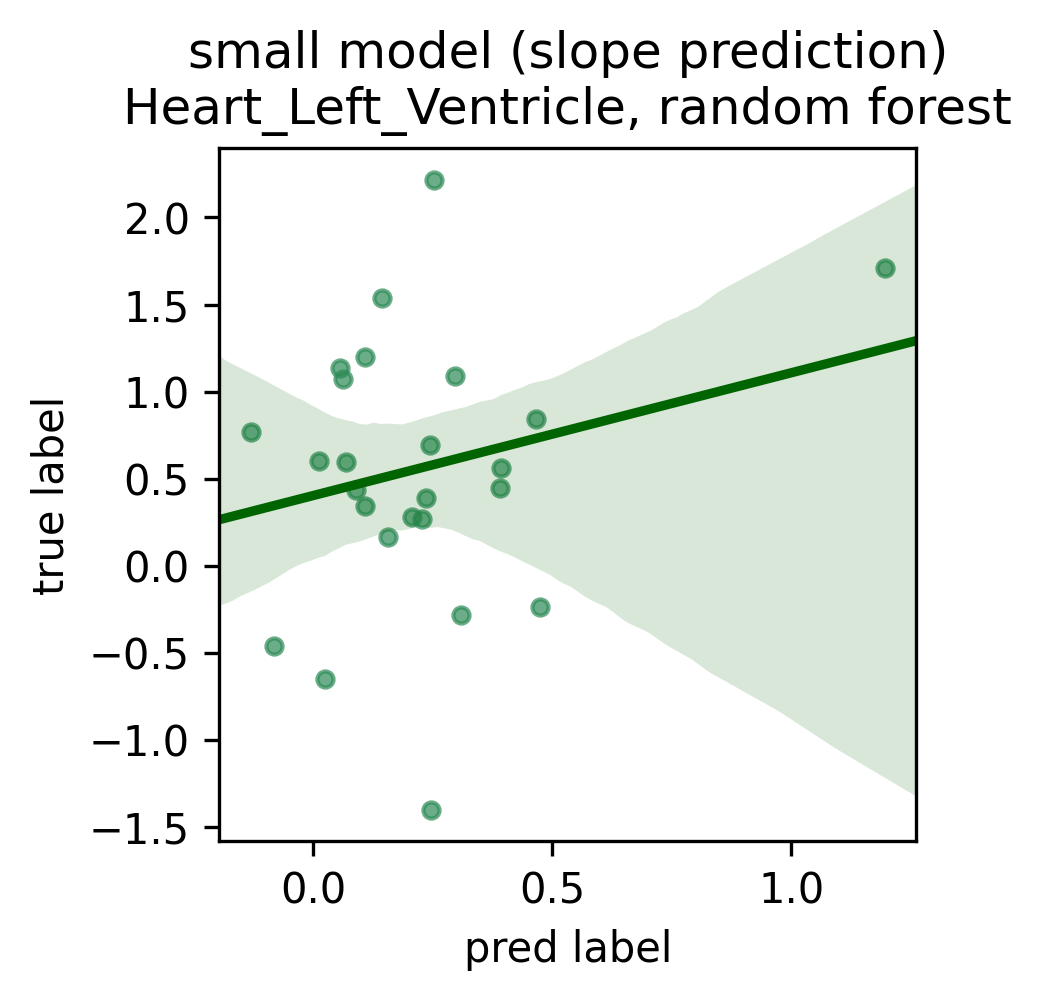 small model (slope prediction)
Heart_Left_Ventricle, random forest
2.0
1.5
1.0
0.5
0.0
−0.5
−1.0
−1.5
true label
0.0 0.5 1.0
pred label